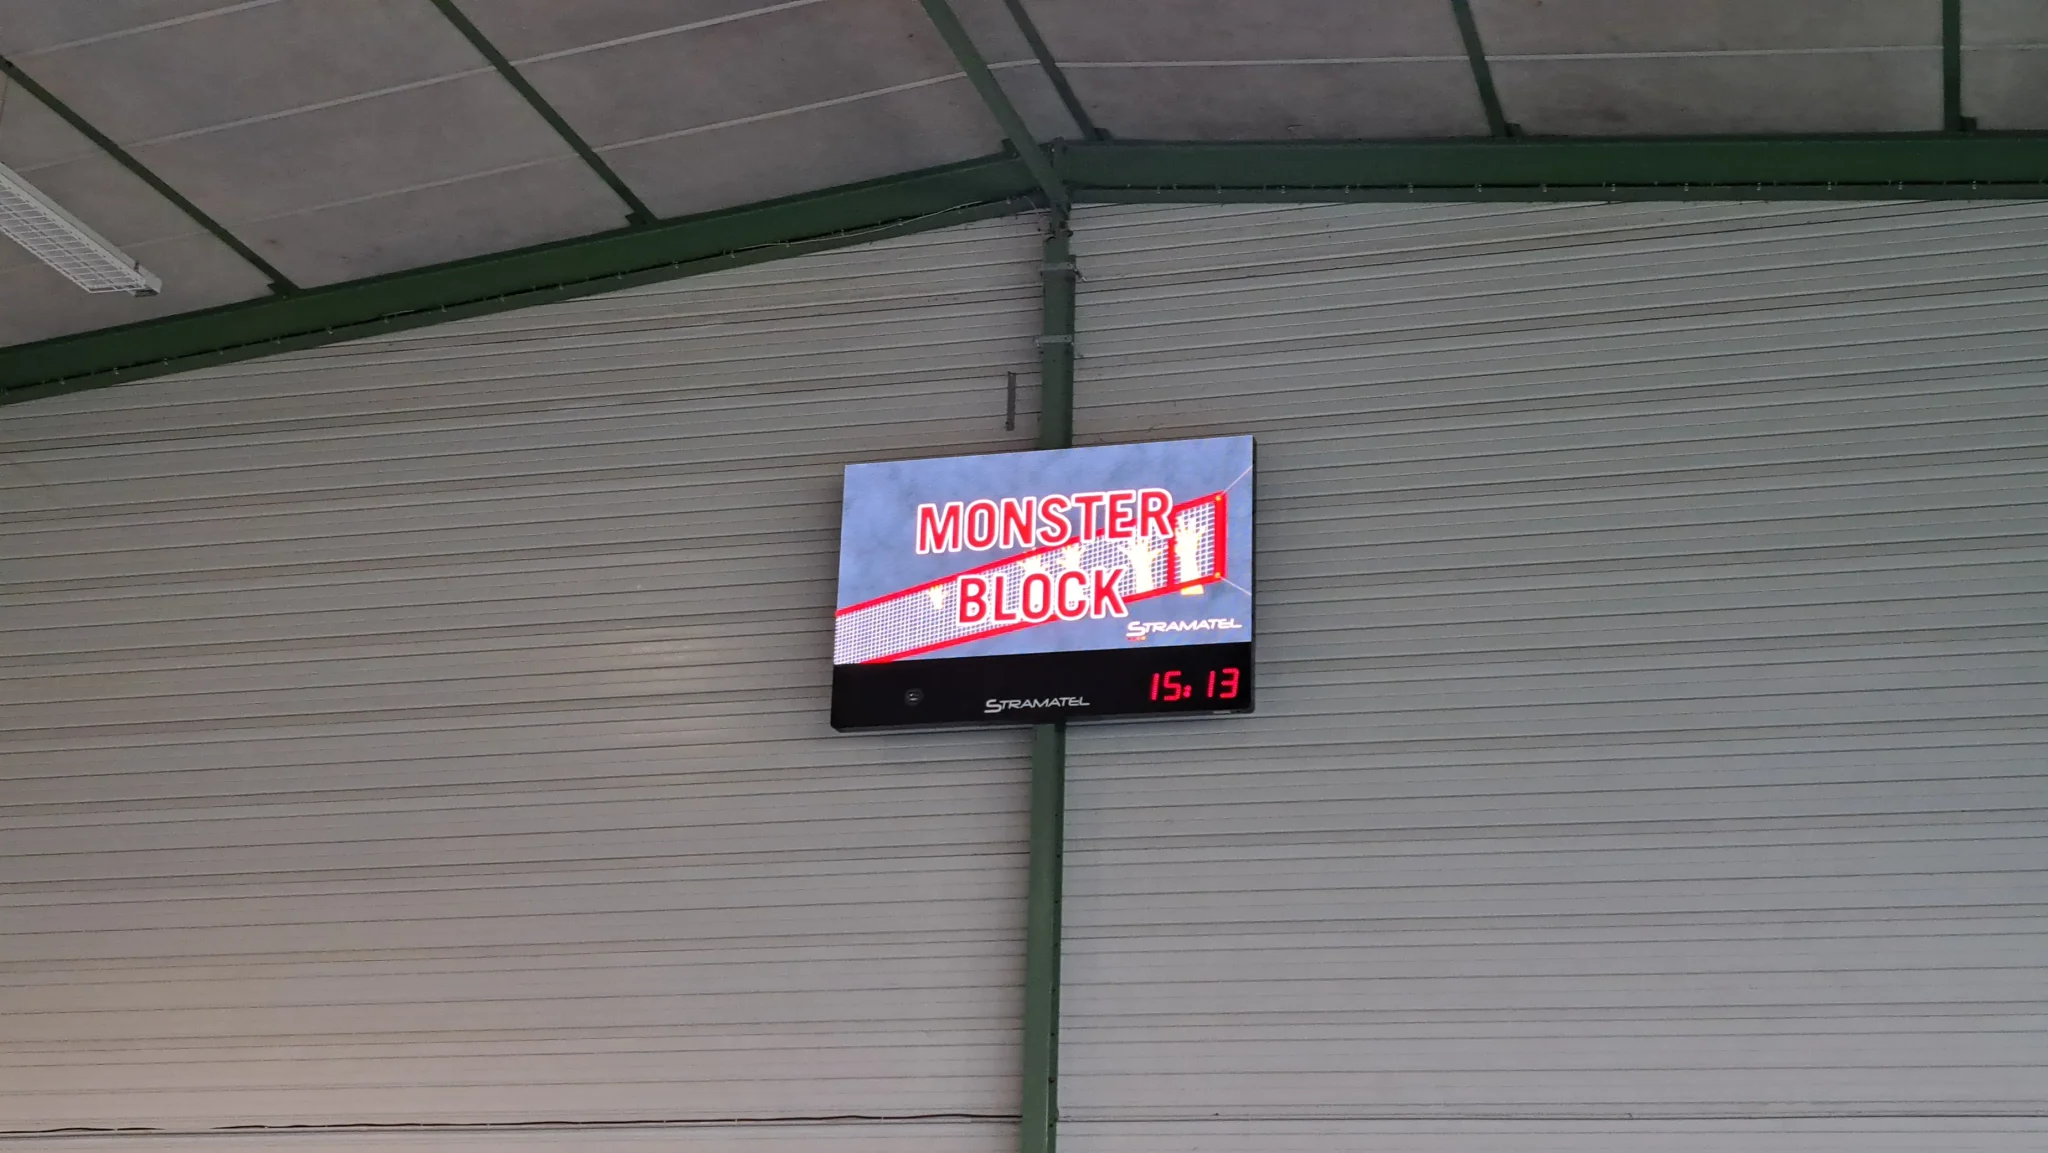 MONSTER
BLOCK
STRAMATEL
STRAMATEL
15:13